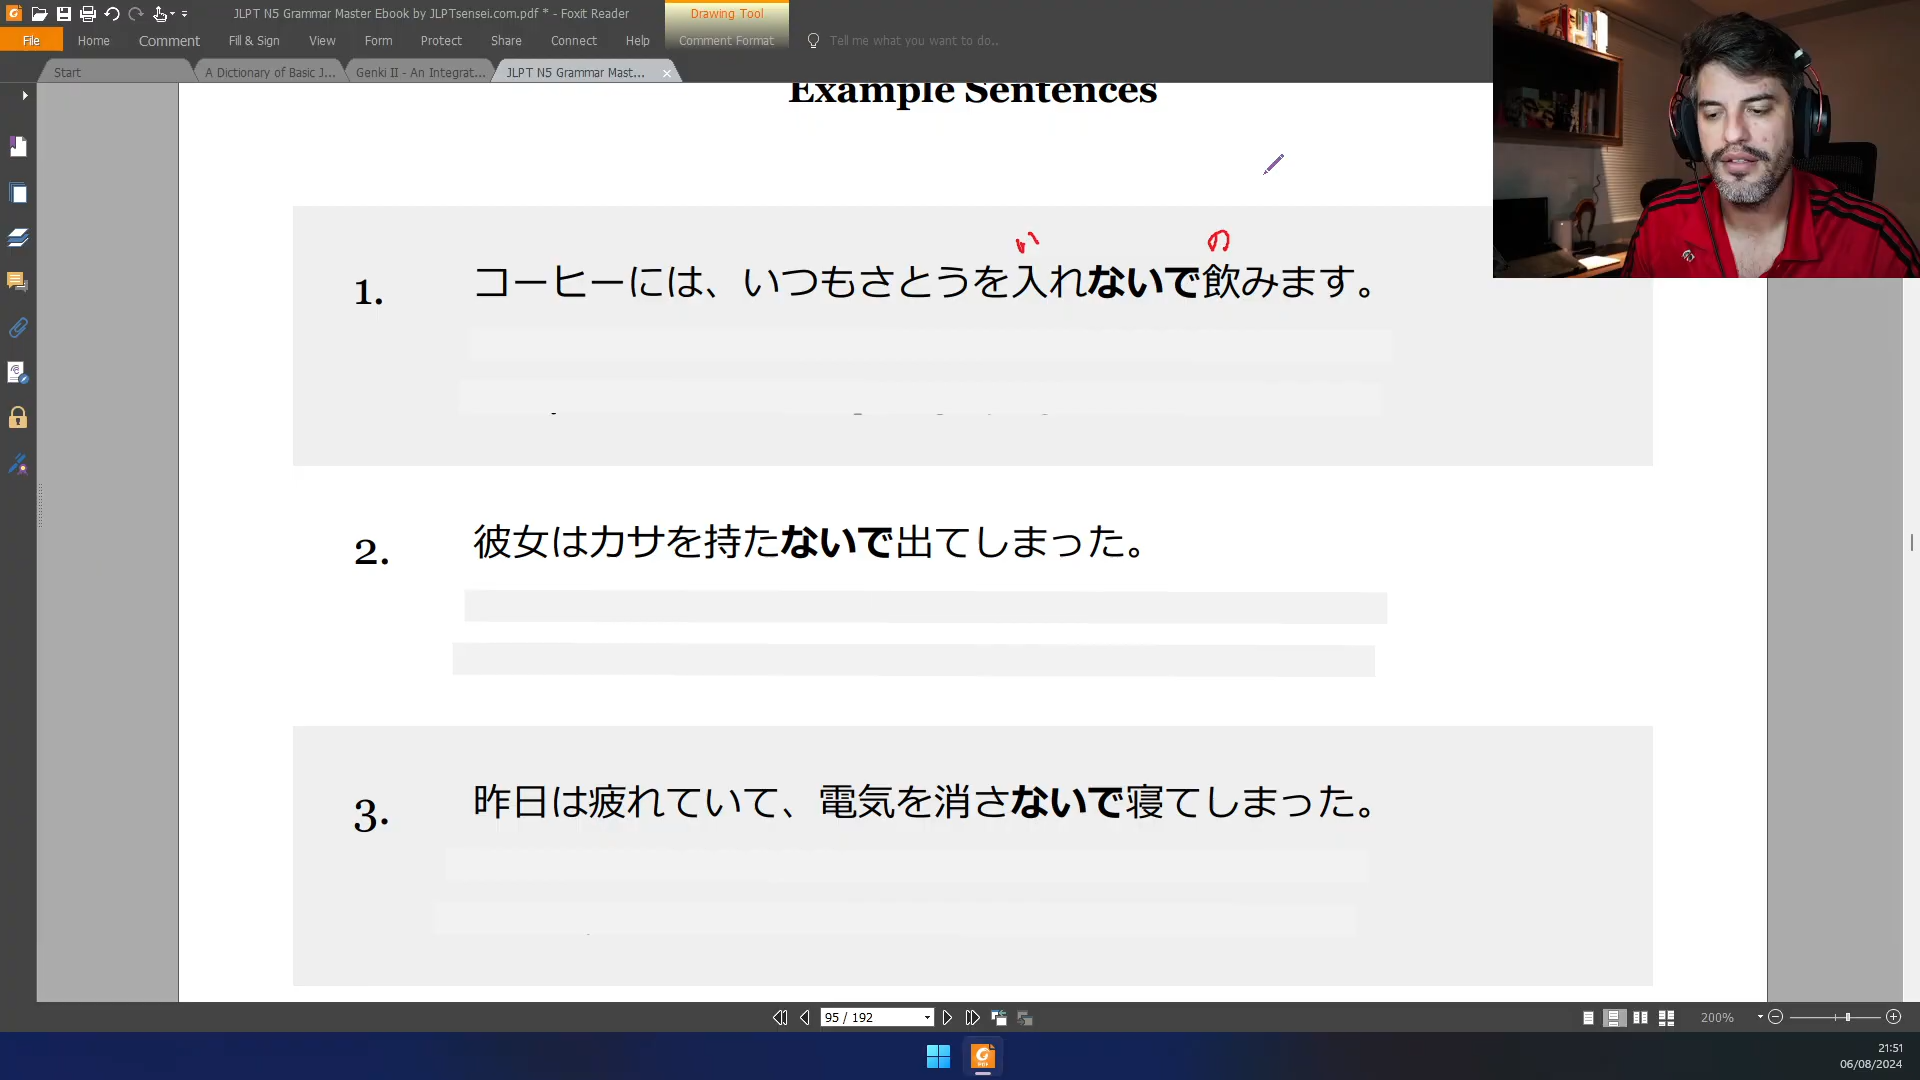 JLPT N5 Grammar Master Ebook by JLPTsensei.com.pdf * - Foxit Reader
Drawing Tool
File Home Comment Fill & Sign View Form Protect Share Connect Help Comment Format Tell me what you want to do..
Start A Dictionary of Basic J... Genki II - An Integrat... JLPT N5 Grammar Mast...
Example Sentences
い の
1. コーヒーには、いつもさとうを入れないで飲みます。
2. 彼女はカサを持たないで出てしまった。
3. 昨日は疲れていて、電気を消さないで寝てしまった。
95 / 192 200%
21:51
06/08/2024